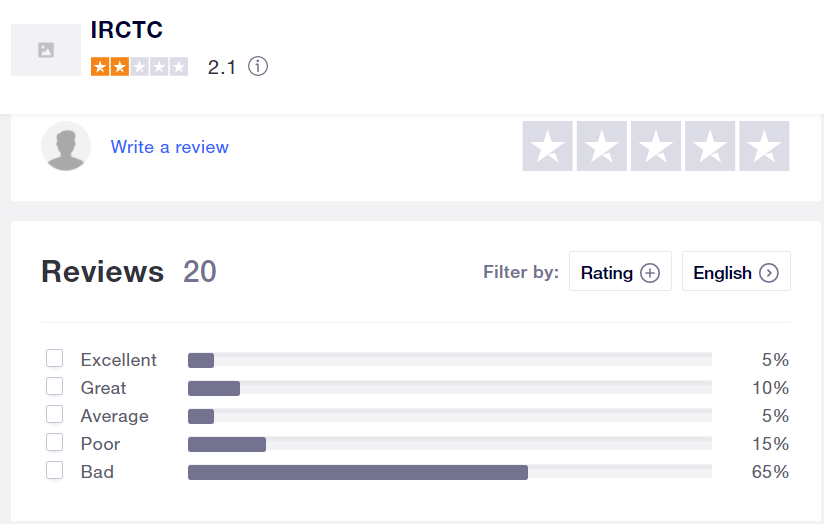 IRCTC
2.1
Write a review
Reviews 20
Filter by: Rating English
Excellent 5%
Great 10%
Average 5%
Poor 15%
Bad 65%